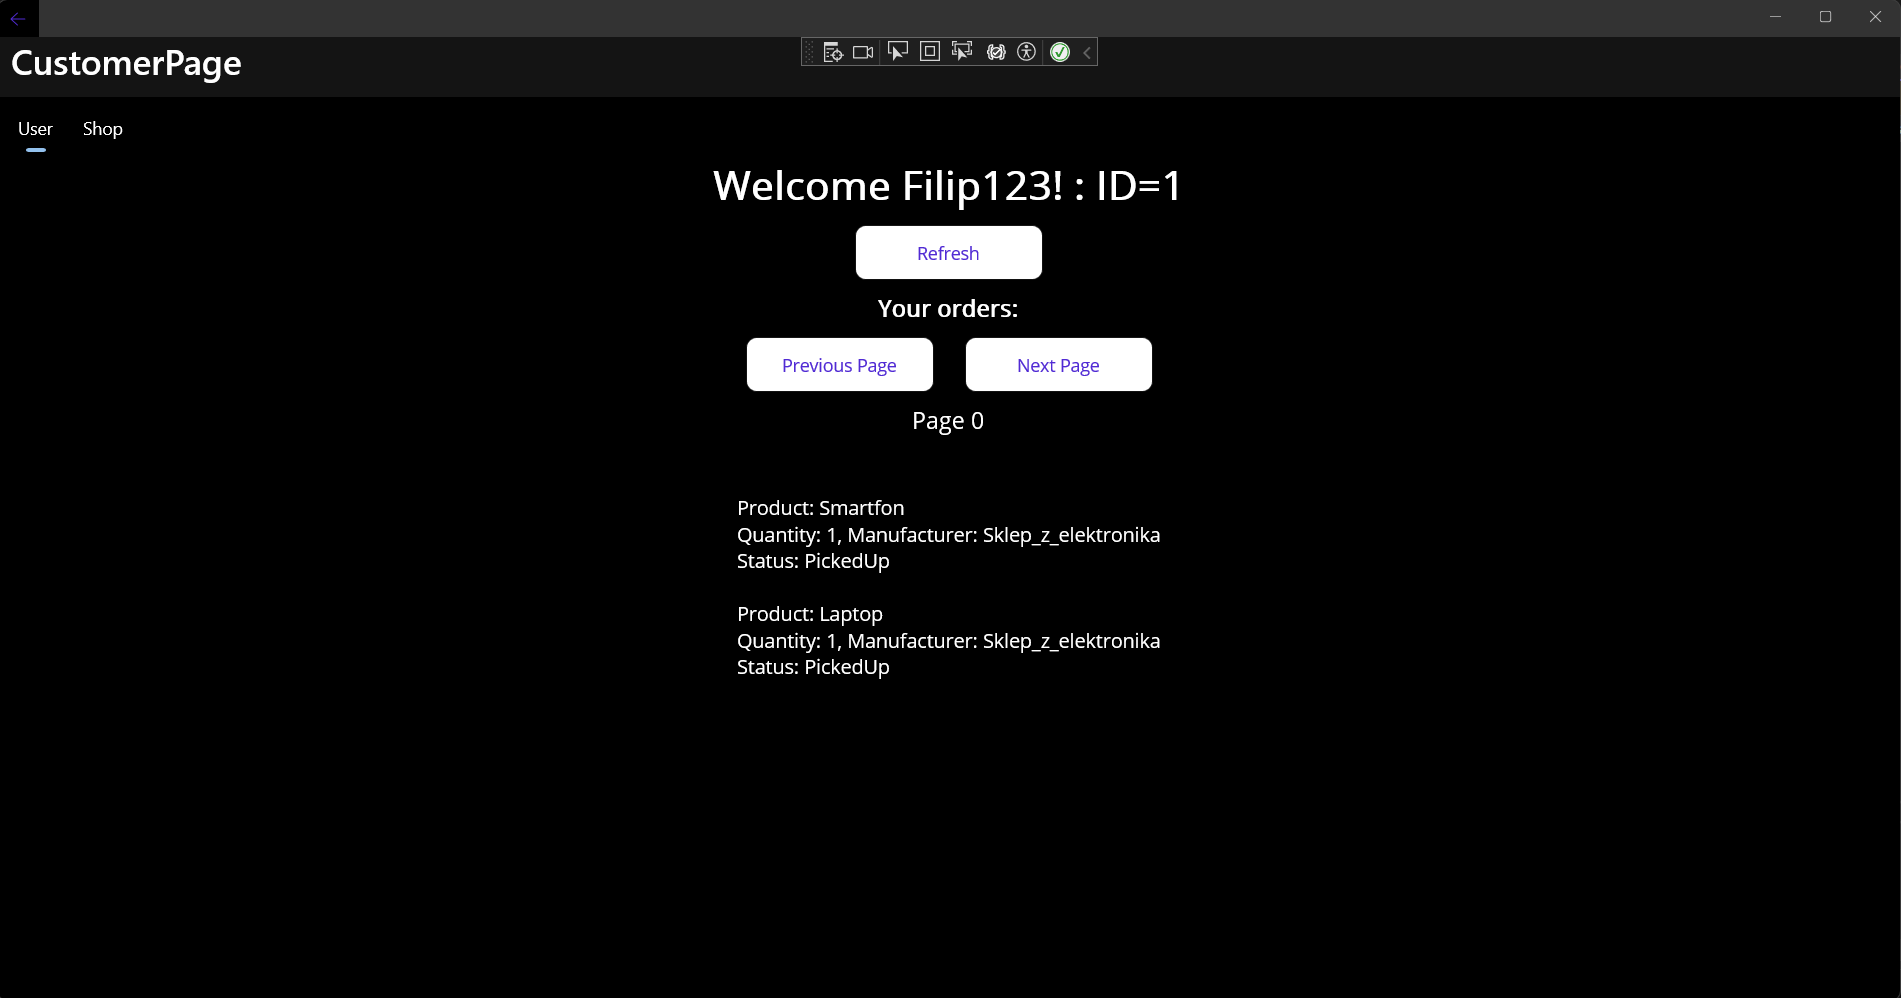 CustomerPage
User Shop
Welcome Filip123! : ID=1
Refresh
Your orders:
Previous Page Next Page
Page 0
Product: Smartfon
Quantity: 1, Manufacturer: Sklep_z_elektronika
Status: PickedUp
Product: Laptop
Quantity: 1, Manufacturer: Sklep_z_elektronika
Status: PickedUp